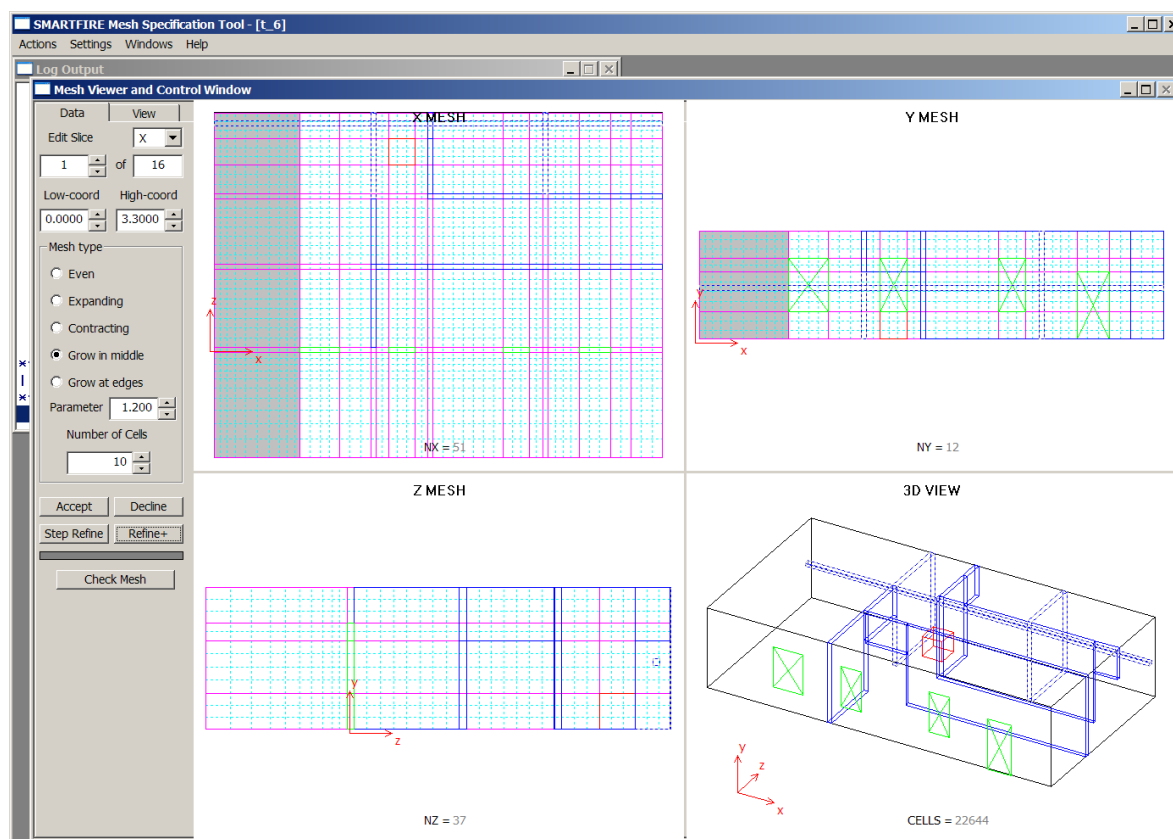 SMARTFIRE Mesh Specification Tool - [t_6]
Actions Settings Windows Help
Log Output
Mesh Viewer and Control Window
Data View
Edit Slice X
1 of 16
Low-coord High-coord
0.0000 3.3000
Mesh type
Even
Expanding
Contracting
Grow in middle
Grow at edges
Parameter 1.200
Number of Cells
10
Accept Decline
Step Refine Refine+
Check Mesh
X MESH
z
x
NX = 51
Y MESH
y
x
NY = 12
Z MESH
y
z
NZ = 37
3D VIEW
y
z
x
CELLS = 22644